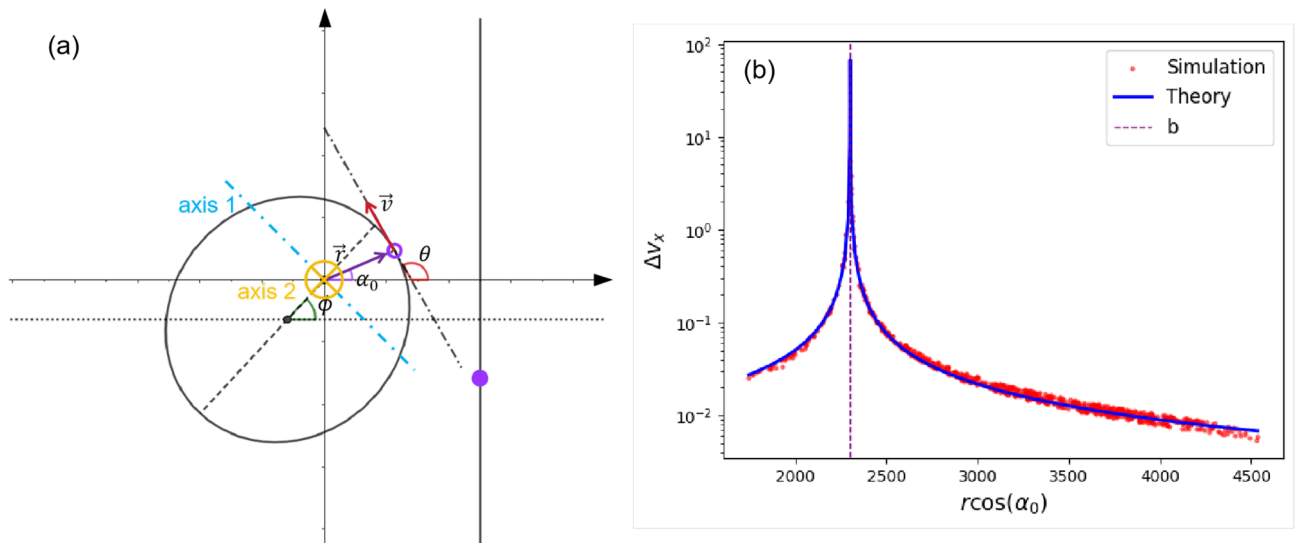 (a)
axis 1
v⃗
r⃗
θ
α₀
axis 2
ϕ
(b)
Simulation
Theory
b
10²
10¹
10⁰
10⁻¹
10⁻²
Δvₓ
2000 2500 3000 3500 4000 4500
rcos(α₀)